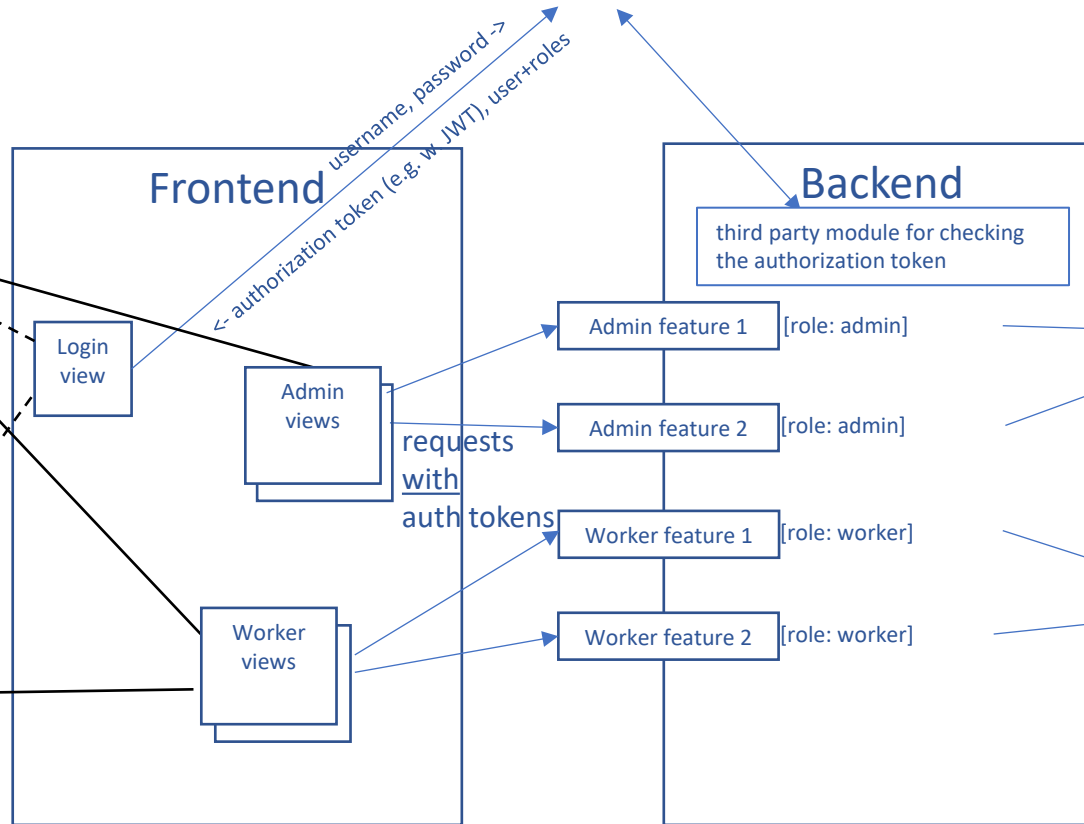 username, password ->
<- authorization token (e.g. w. JWT), user+roles
Frontend
Backend
third party module for checking
the authorization token
Login
view
Admin
views
requests
with
auth tokens
Worker
views
Admin feature 1
[role: admin]
Admin feature 2
[role: admin]
Worker feature 1
[role: worker]
Worker feature 2
[role: worker]